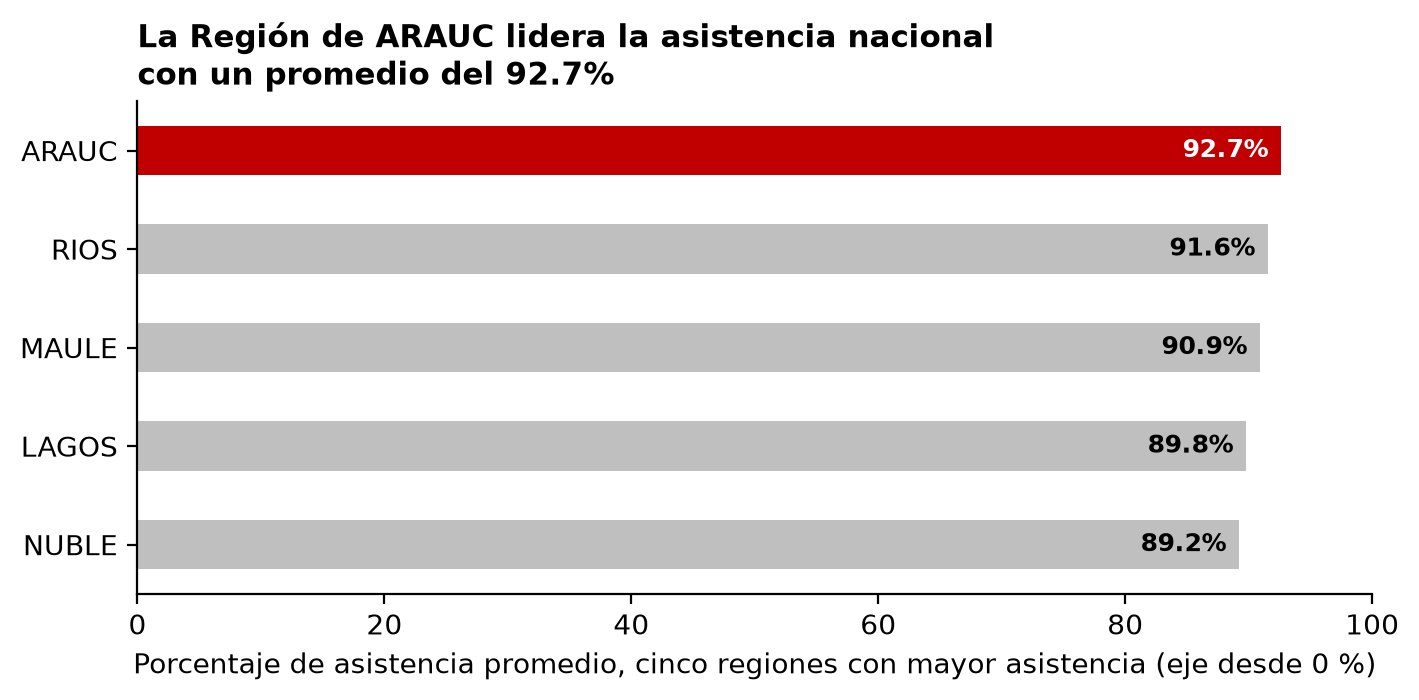 La Región de ARAUC lidera la asistencia nacional
con un promedio del 92.7%
ARAUC
92.7%
RIOS
91.6%
MAULE
90.9%
LAGOS
89.8%
NUBLE
89.2%
0 20 40 60 80 100
Porcentaje de asistencia promedio, cinco regiones con mayor asistencia (eje desde 0 %)